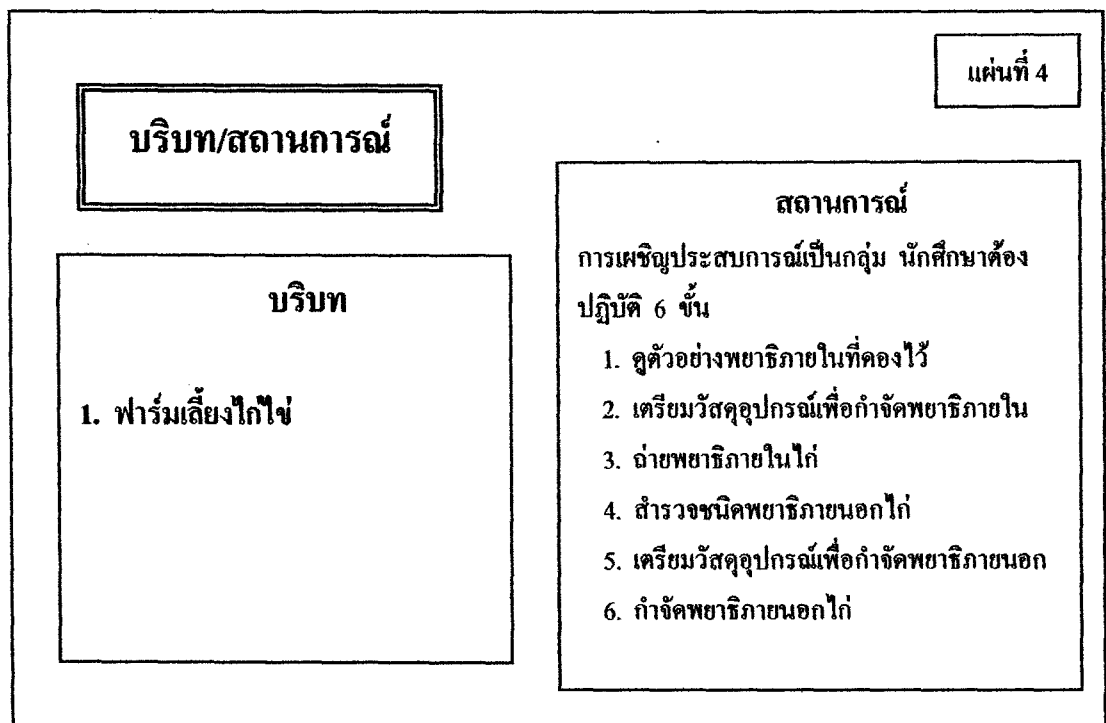 แผ่นที่ 4
บริบท/สถานการณ์
บริบท
1. ฟาร์มเลี้ยงไก่ไข่
สถานการณ์
การเผชิญประสบการณ์เป็นกลุ่ม นักศึกษาต้อง
ปฏิบัติ 6 ขั้น
1. ดูตัวอย่างพยาธิภายในที่ดองไว้
2. เตรียมวัสดุอุปกรณ์เพื่อกำจัดพยาธิภายใน
3. ถ่ายพยาธิภายในไก่
4. สำรวจชนิดพยาธิภายนอกไก่
5. เตรียมวัสดุอุปกรณ์เพื่อกำจัดพยาธิภายนอก
6. กำจัดพยาธิภายนอกไก่